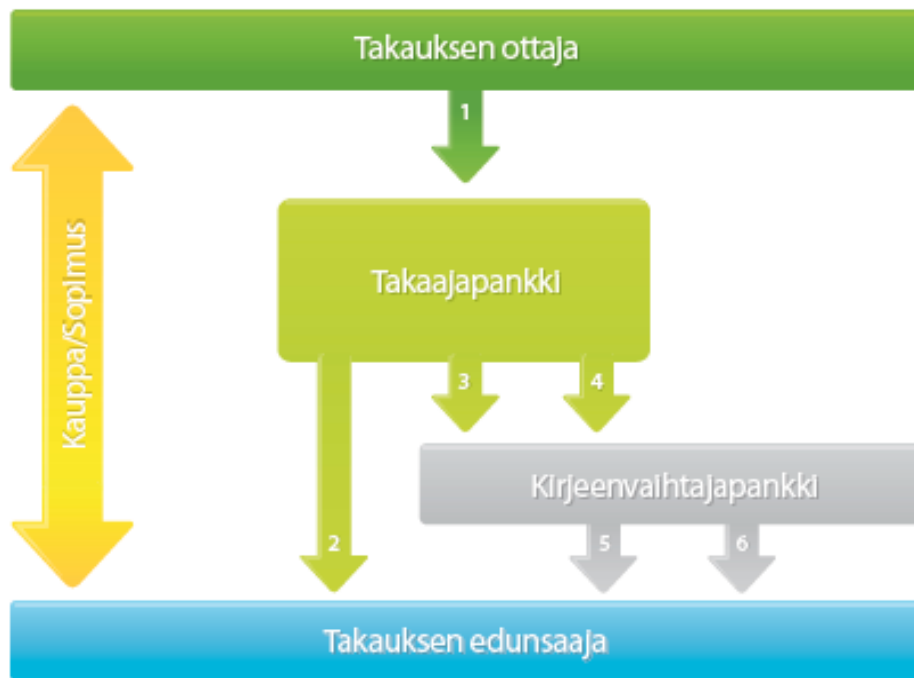 Takauksen ottaja
1
Kauppa/Sopimus
Takaajapankki
3
4
Kirjeenvaihtajapankki
2
5
6
Takauksen edunsaaja